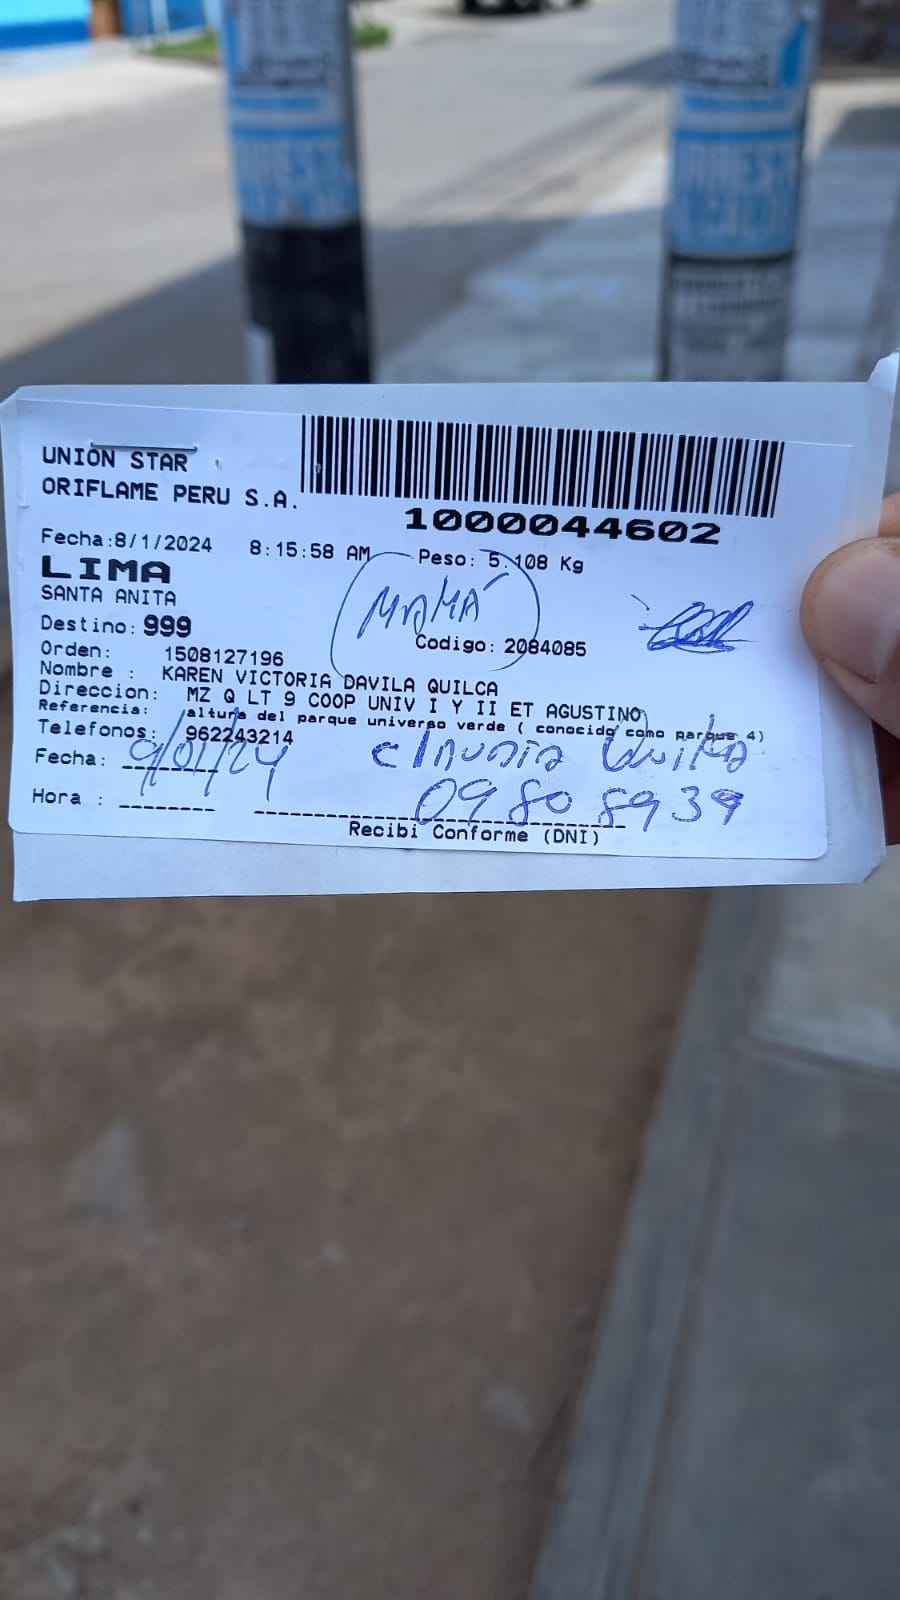 UNION STAR
ORIFLAME PERU S.A.
1000044602
Fecha:8/1/2024 8:15:58 AM Peso: 5.108 Kg
LIMA
SANTA ANITA
MAMÁ
Destino: 999
Codigo: 2084085
Orden: 1508127196
Nombre : KAREN VICTORIA DAVILA QUILCA
Direccion: MZ Q LT 9 COOP UNIV I Y II ET AGUSTINO
Referencia: altura del parque universo verde ( conocido como parque 4)
Telefonos: 962243214
Fecha: 9/01/24 Claudia Quilka
Hora : 09808939
Recibi Conforme (DNI)
ARREST